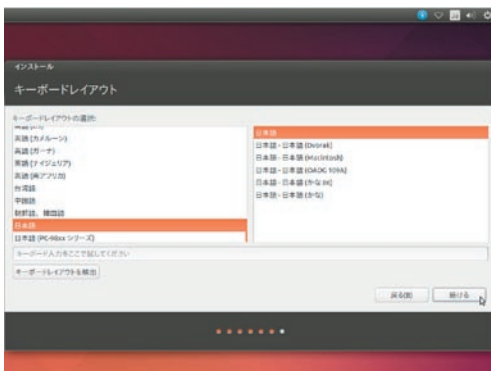 インストール
キーボードレイアウト
キーボードレイアウトの選択:
英語 (カメルーン)
英語 (ガーナ)
英語 (ナイジェリア)
英語 (南アフリカ)
台湾語
中国語
朝鮮語、韓国語
日本語
日本語 (PC-98xx シリーズ)
日本語
日本語 - 日本語 (Dvorak)
日本語 - 日本語 (Macintosh)
日本語 - 日本語 (OADG 109A)
日本語 - 日本語 (かな 86)
日本語 - 日本語 (かな)
キーボード入力をここで試してください
キーボードレイアウトを検出
戻る(B)
続ける